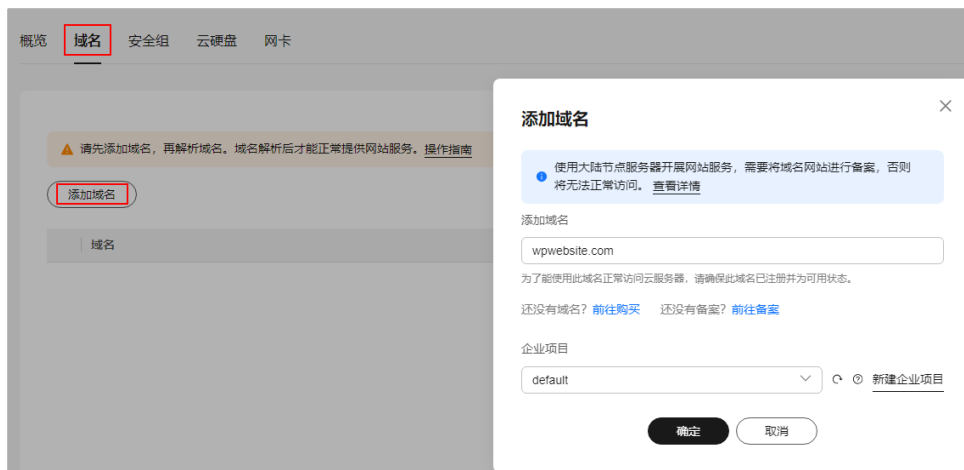 概览 域名 安全组 云硬盘 网卡
请先添加域名，再解析域名。域名解析后才能正常提供网站服务。操作指南
添加域名
域名
添加域名
使用大陆节点服务器开展网站服务，需要将域名网站进行备案，否则
将无法正常访问。 查看详情
添加域名
wpwebsite.com
为了能使用此域名正常访问云服务器，请确保此域名已注册并为可用状态。
还没有域名？前往购买 还没有备案？前往备案
企业项目
default 新建企业项目
确定 取消